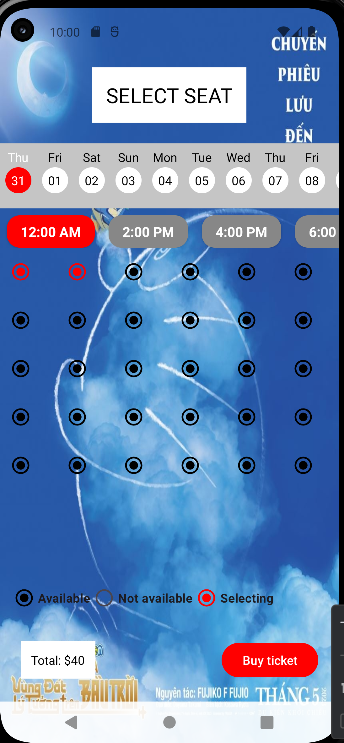 10:00
CHUYẾN
PHIÊU
LƯU
ĐẾN
SELECT SEAT
Thu Fri Sat Sun Mon Tue Wed Thu Fri
31 01 02 03 04 05 06 07 08
12:00 AM 2:00 PM 4:00 PM 6:00
Available Not available Selecting
Total: $40 Buy ticket
Vùng Đất
Nguyên tác: FUJIKO F FUJIO THÁNG 5